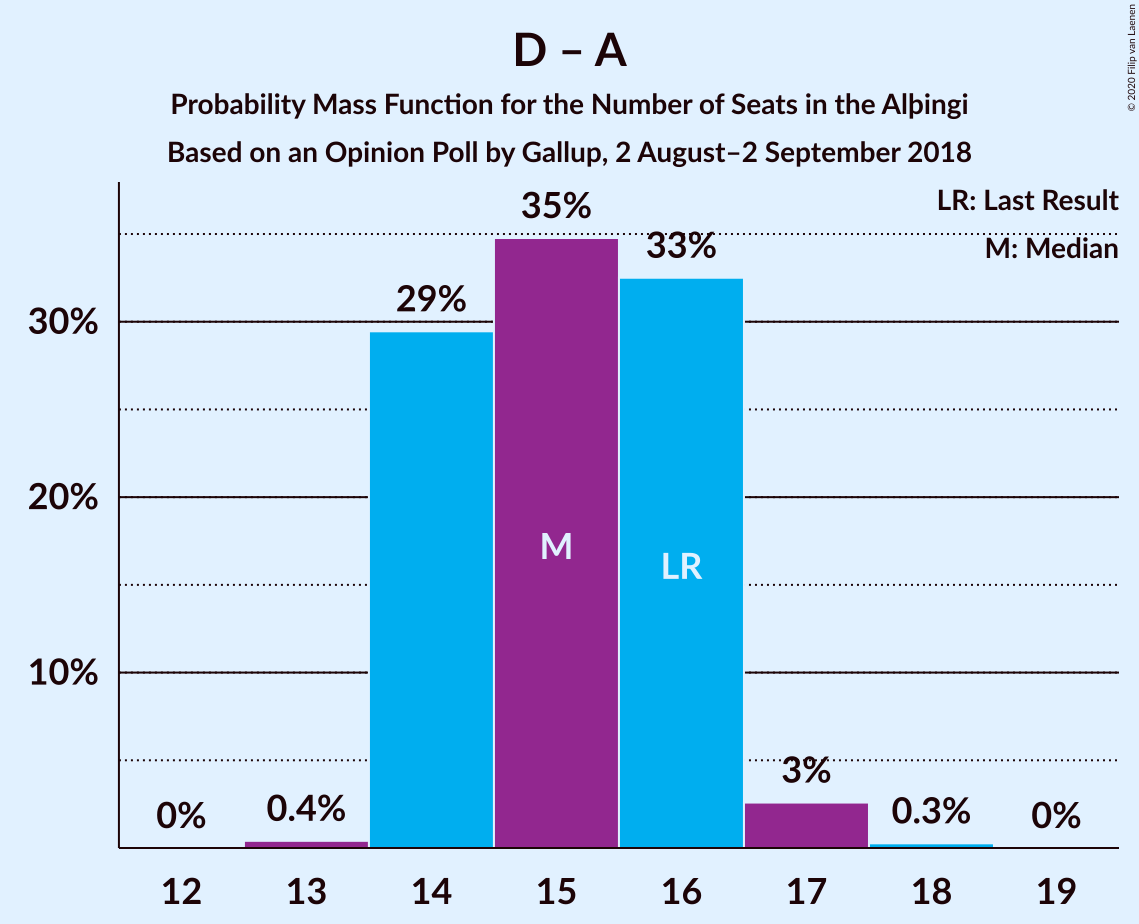 D – A
Probability Mass Function for the Number of Seats in the Alþingi
Based on an Opinion Poll by Gallup, 2 August–2 September 2018
© 2020 Filip van Laenen
LR: Last Result
M: Median
30%
20%
10%
0%
0.4%
29%
35%
33%
3%
0.3%
0%
M
LR
12 13 14 15 16 17 18 19